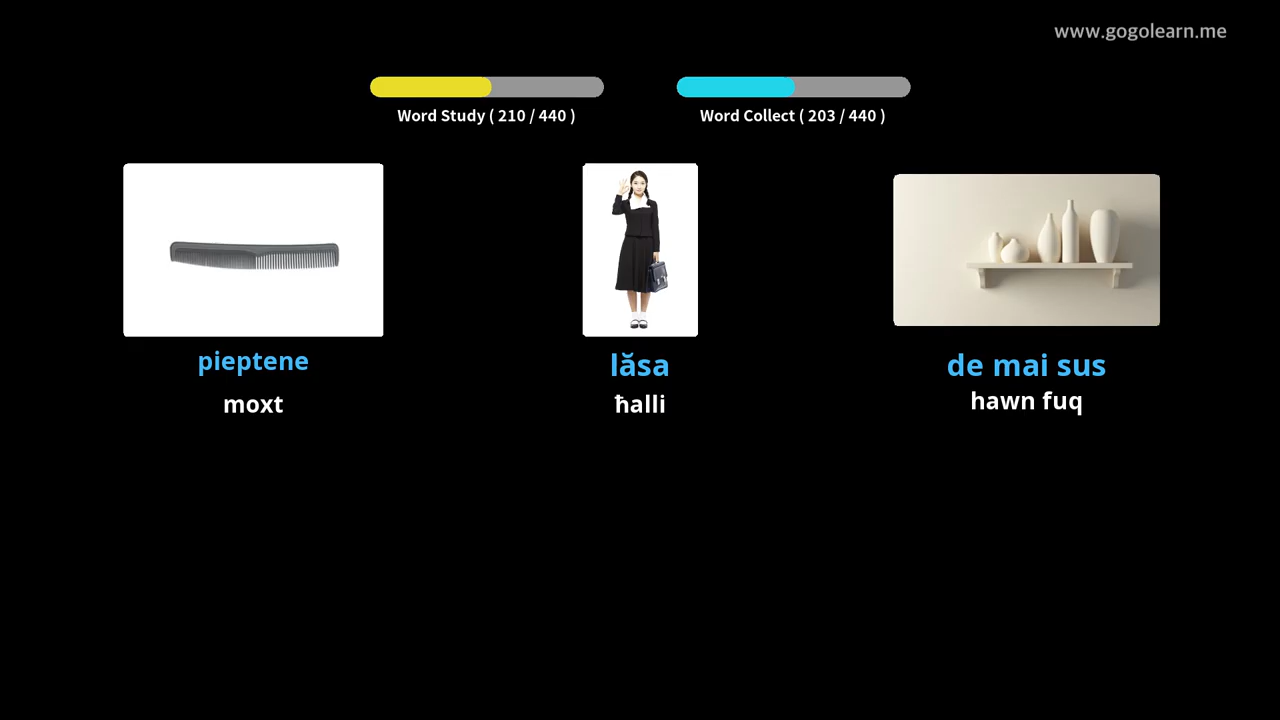 www.gogolearn.me
Word Study ( 210 / 440 )
Word Collect ( 203 / 440 )
pieptene
lăsa
de mai sus
moxt
ħalli
hawn fuq